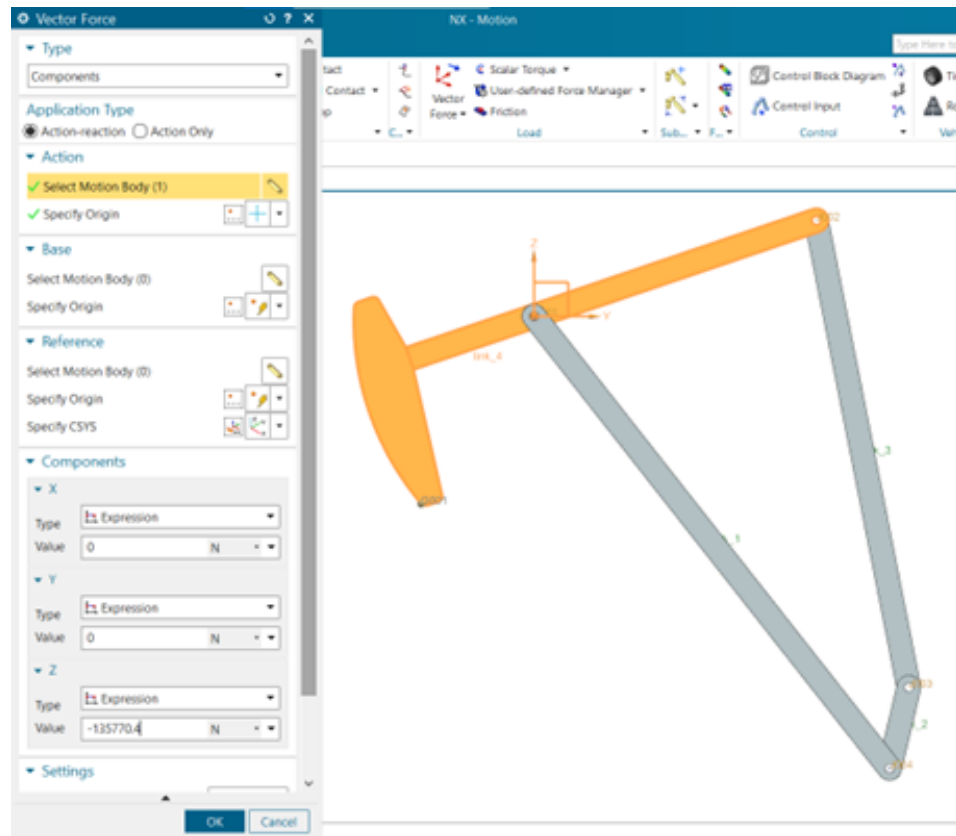 Vector Force
NX - Motion
Type
Components
Type Here to
Application Type
Action-reaction
Action Only
Action
Select Motion Body (1)
Specify Origin
Base
Select Motion Body (0)
Specify Origin
Reference
Select Motion Body (0)
Specify Origin
Specify CSYS
Components
X
Type Expression
Value 0 N
Y
Type Expression
Value 0 N
Z
Type Expression
Value -135770.4 N
Settings
OK
Cancel
tact
Contact
Vector
Force
Scalar Torque
User-defined Force Manager
Friction
C...
Load
Sub...
F...
Control Block Diagram
Control Input
Control
Z
Y
link_4
_3
_1
_2